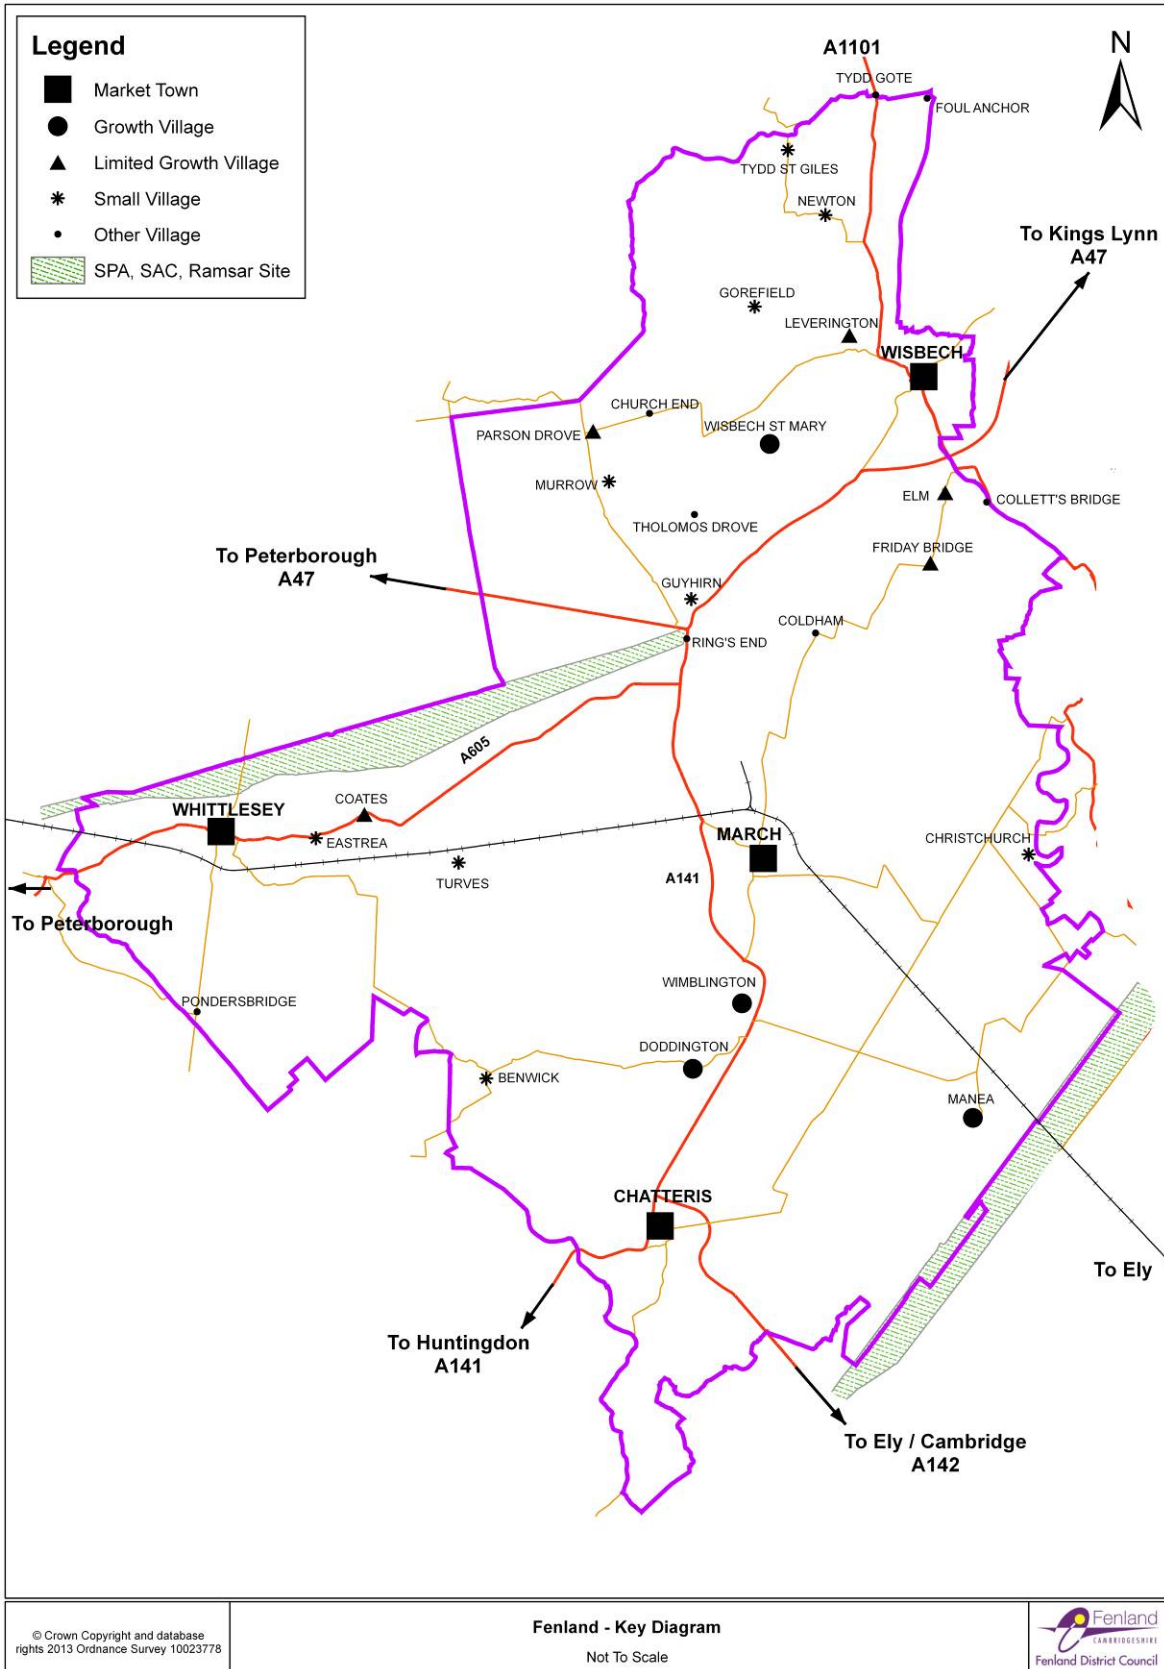 Legend
Market Town
Growth Village
Limited Growth Village
Small Village
Other Village
SPA, SAC, Ramsar Site
A1101
N
TYDD GOTE
FOUL ANCHOR
TYDD ST GILES
NEWTON
To Kings Lynn
A47
GOREFIELD
LEVERINGTON
WISBECH
CHURCH END
WISBECH ST MARY
PARSON DROVE
MURROW
ELM
COLLETT'S BRIDGE
THOLOMOS DROVE
FRIDAY BRIDGE
To Peterborough
A47
GUYHIRN
COLDHAM
RING'S END
A605
COATES
WHITTLESEY
EASTREA
TURVES
MARCH
CHRISTCHURCH
A141
To Peterborough
WIMBLINGTON
PONDERSBRIDGE
DODDINGTON
BENWICK
MANEA
CHATTERIS
To Ely
To Huntingdon
A141
To Ely / Cambridge
A142
© Crown Copyright and database
rights 2013 Ordnance Survey 10023778
Fenland - Key Diagram
Not To Scale
Fenland
CAMBRIDGESHIRE
Fenland District Council